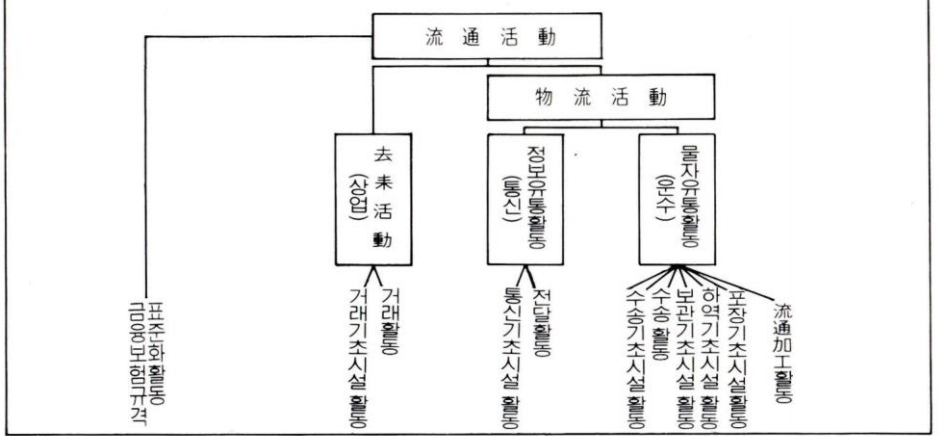 流通活動
物流活動
去来活動
(상업)
정보유통활동
(통신)
물자유통활동
(운수)
금융보험규격
표준화활동
거래기초시설 활동
거래활동
통신기초시설 활동
전달활동
수송기초시설 활동
수송 활동
보관기초시설 활동
하역기초시설 활동
포장기초시설활동
流通加工활동